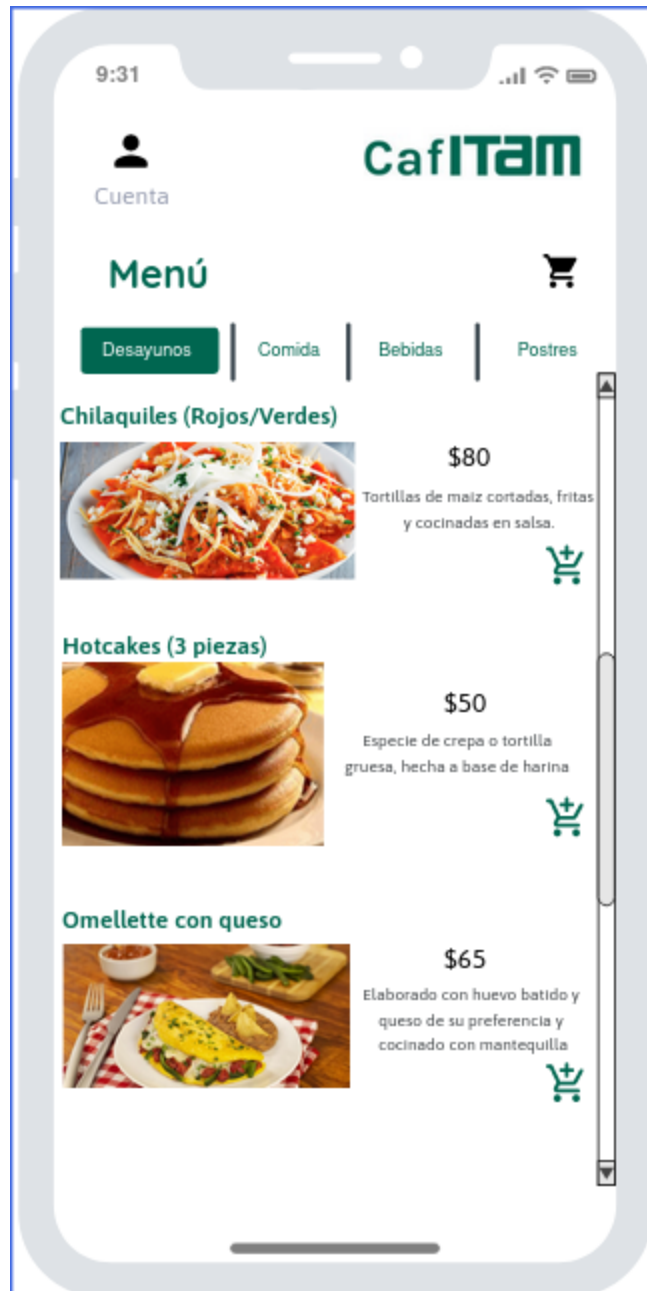 9:31
Cuenta
CafITam
Menú
Desayunos
Comida
Bebidas
Postres
Chilaquiles (Rojos/Verdes)
$80
Tortillas de maiz cortadas, fritas
y cocinadas en salsa.
Hotcakes (3 piezas)
$50
Especie de crepa o tortilla
gruesa, hecha a base de harina
Omellette con queso
$65
Elaborado con huevo batido y
queso de su preferencia y
cocinado con mantequilla